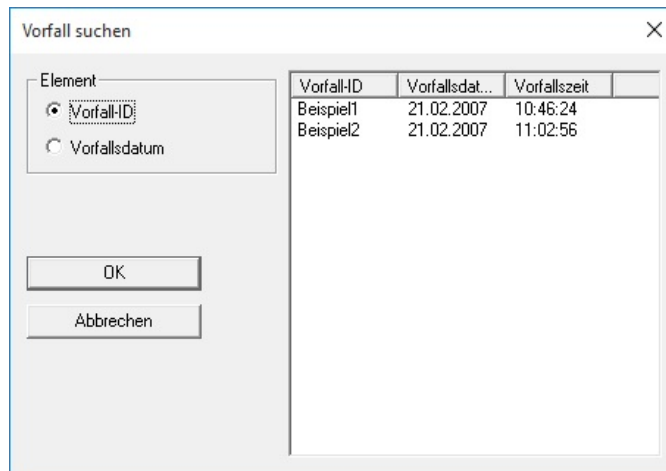 Vorfall suchen
Element
Vorfall-ID
Vorfallsdatum
OK
Abbrechen
Vorfall-ID Vorfallsdat... Vorfallszeit
Beispiel1 21.02.2007 10:46:24
Beispiel2 21.02.2007 11:02:56